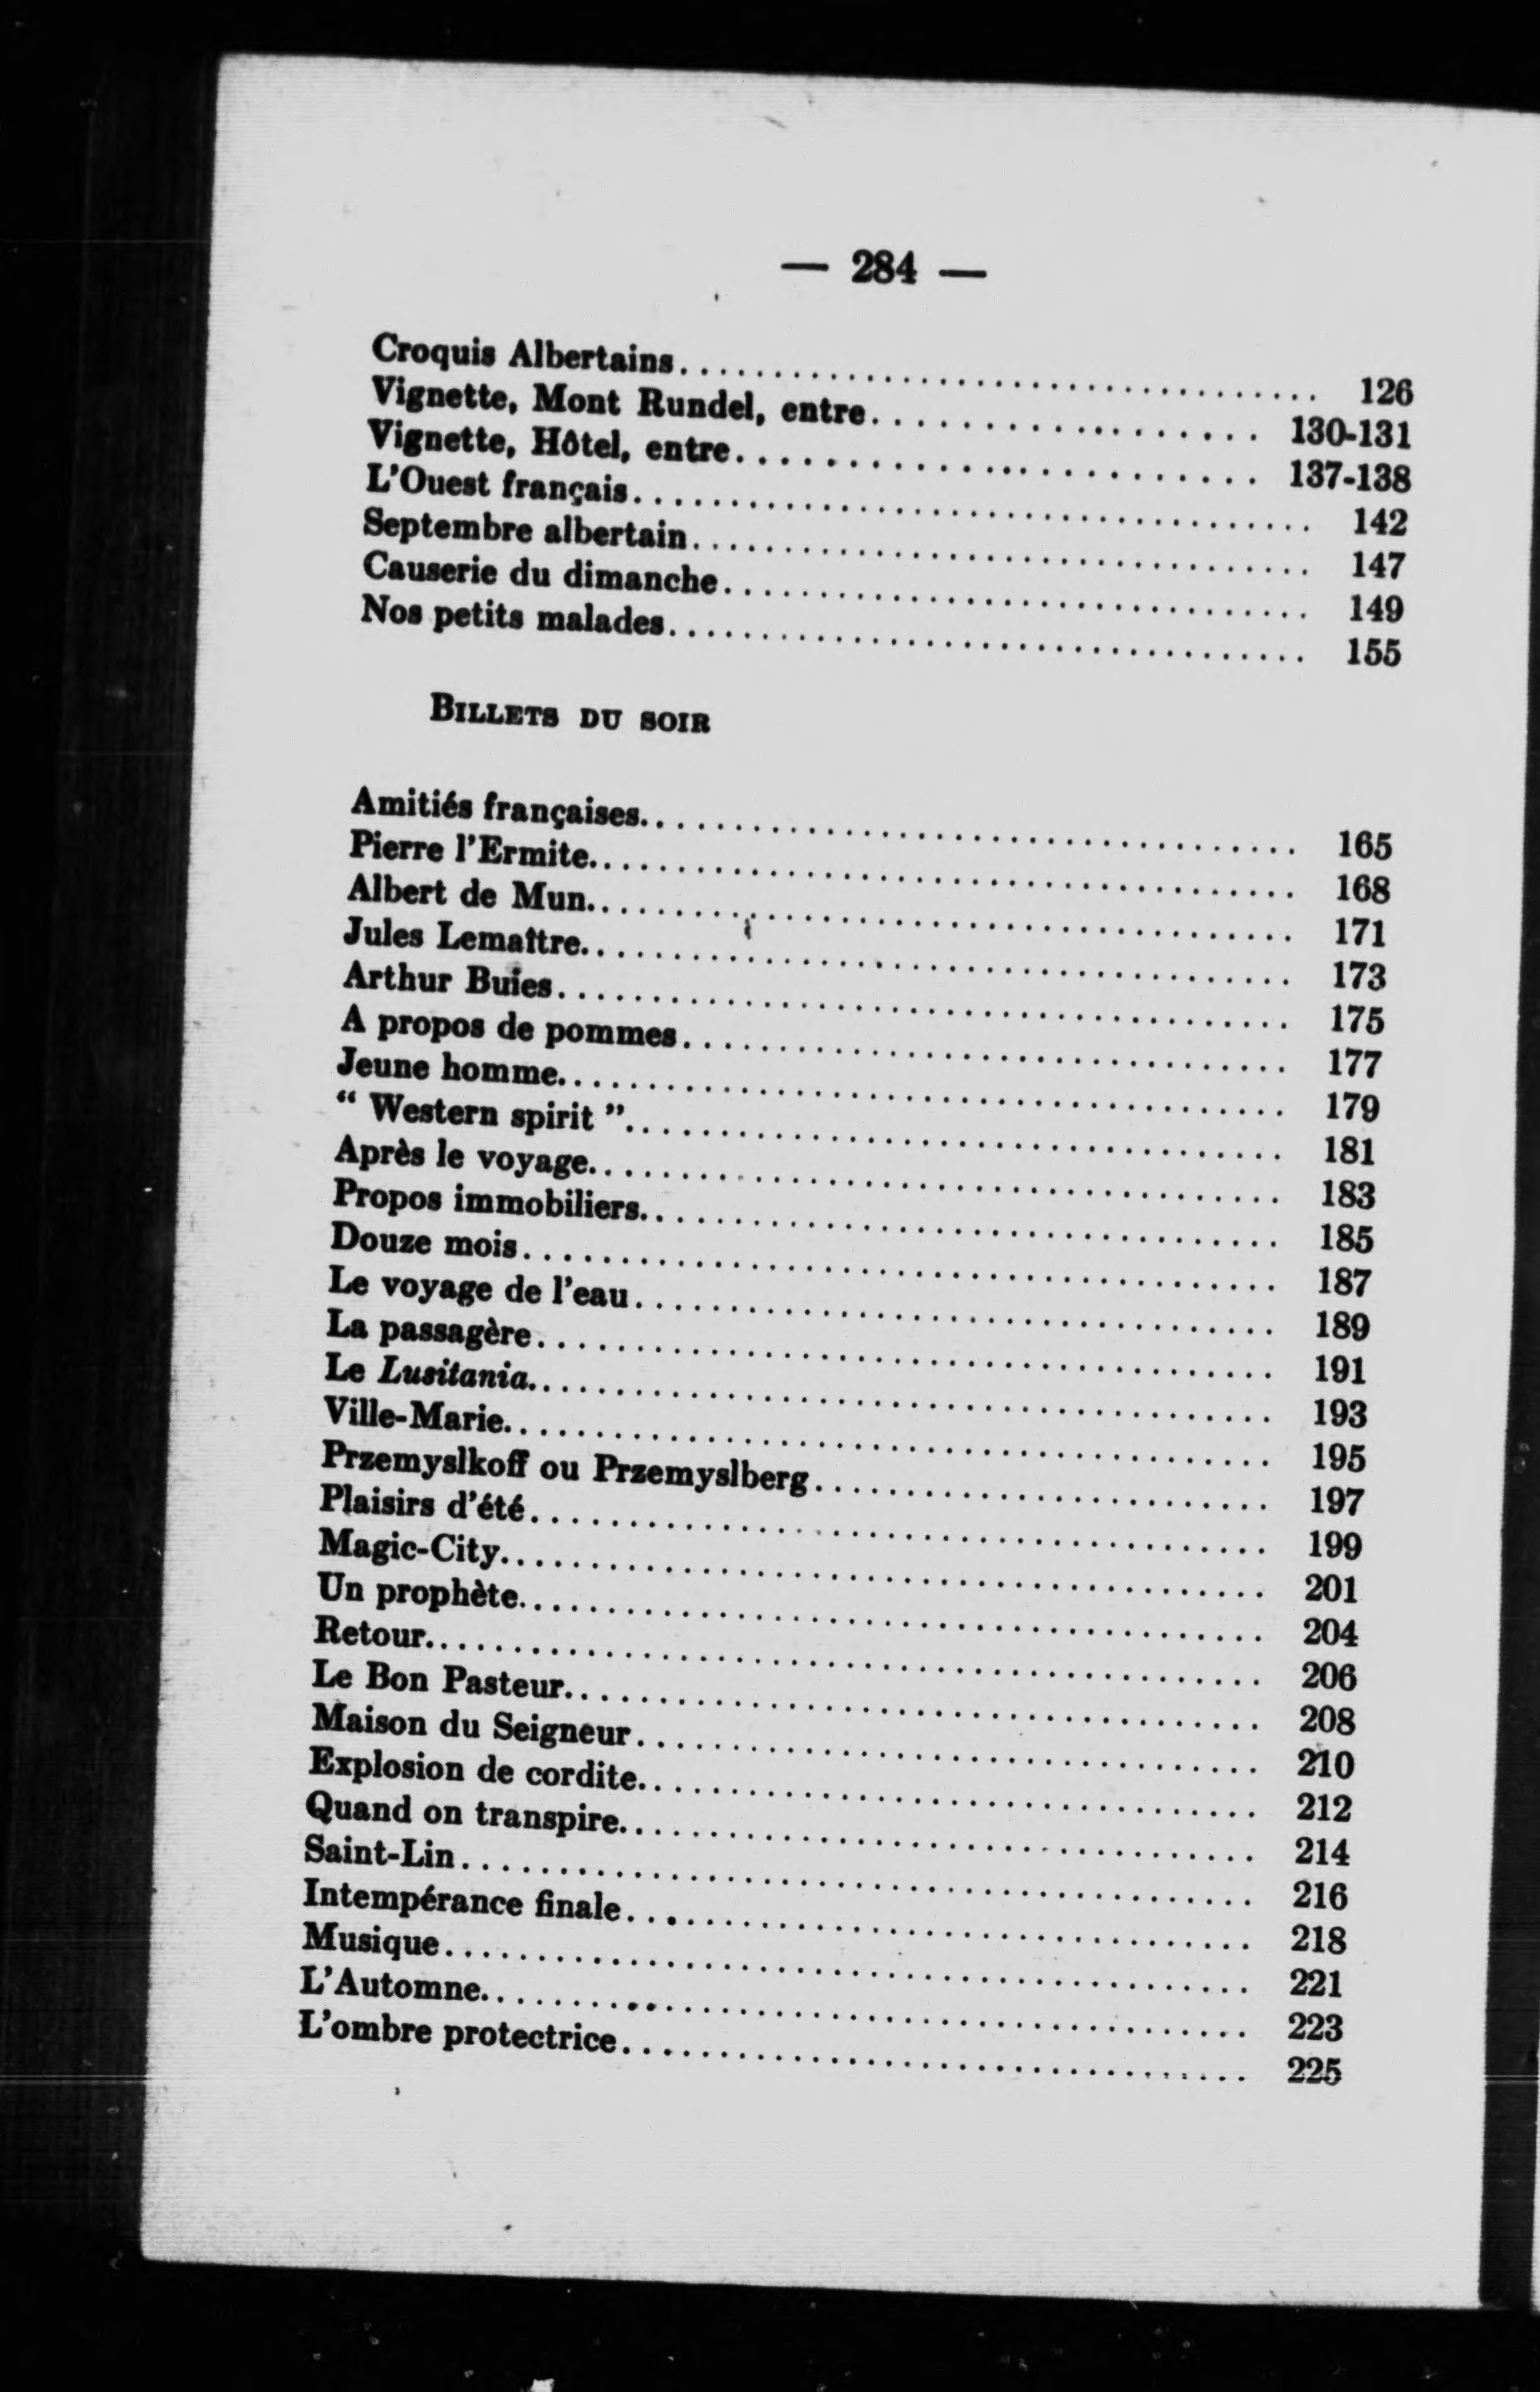 — 284 —
Croquis Albertains........ 126
Vignette, Mont Rundel, entre........ 130-131
Vignette, Hôtel, entre........ 137-138
L'Ouest français........ 142
Septembre albertain........ 147
Causerie du dimanche........ 149
Nos petits malades........ 155
BILLETS DU SOIR
Amitiés françaises........ 165
Pierre l'Ermite........ 168
Albert de Mun........ 171
Jules Lemaître........ 173
Arthur Buies........ 175
A propos de pommes........ 177
Jeune homme........ 179
“ Western spirit ”........ 181
Après le voyage........ 183
Propos immobiliers........ 185
Douze mois........ 187
Le voyage de l'eau........ 189
La passagère........ 191
Le Lusitania........ 193
Ville-Marie........ 195
Przemyslkoff ou Przemyslberg........ 197
Plaisirs d'été........ 199
Magic-City........ 201
Un prophète........ 204
Retour........ 206
Le Bon Pasteur........ 208
Maison du Seigneur........ 210
Explosion de cordite........ 212
Quand on transpire........ 214
Saint-Lin........ 216
Intempérance finale........ 218
Musique........ 221
L'Automne........ 223
L'ombre protectrice........ 225